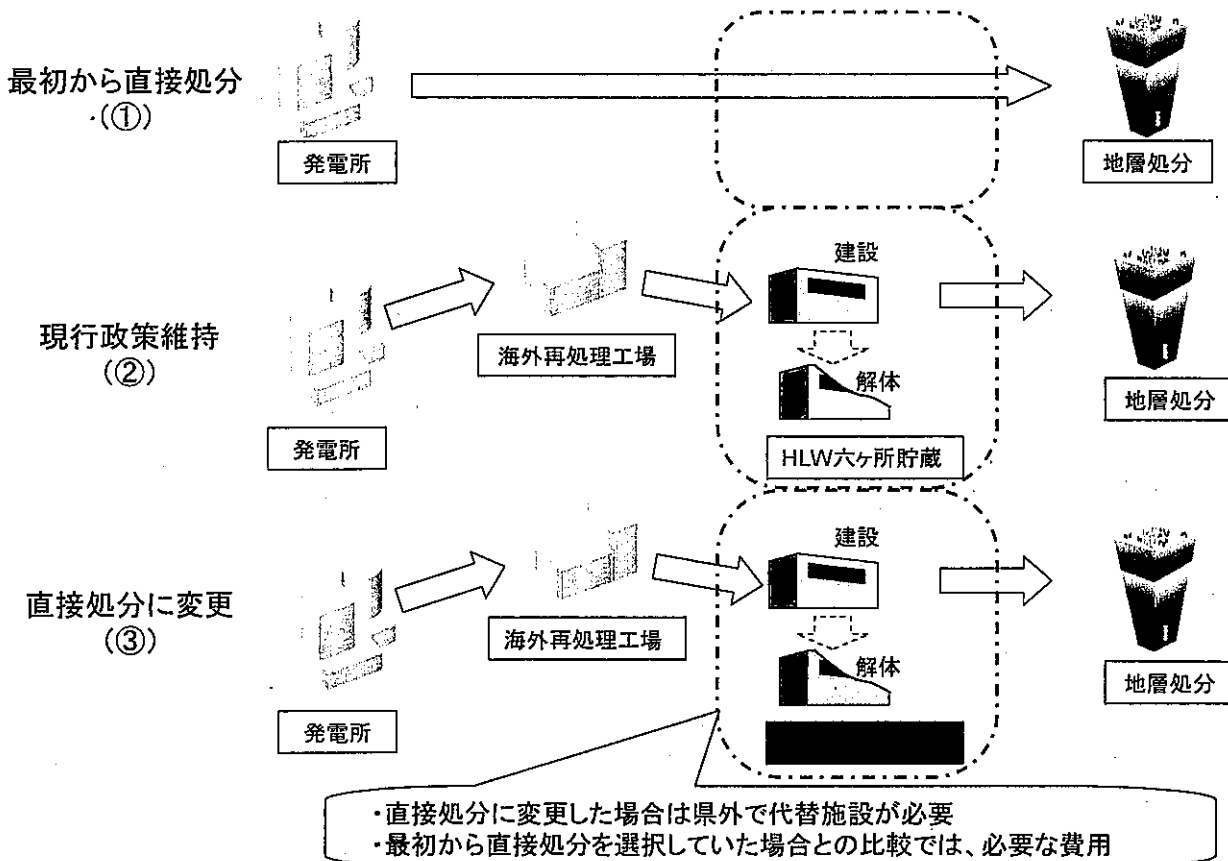 最初から直接処分
(①)
発電所
地層処分
現行政策維持
(②)
発電所
海外再処理工場
建設
解体
HLW六ヶ所貯蔵
地層処分
直接処分に変更
(③)
発電所
海外再処理工場
建設
解体
地層処分
・直接処分に変更した場合は県外で代替施設が必要
・最初から直接処分を選択していた場合との比較では、必要な費用